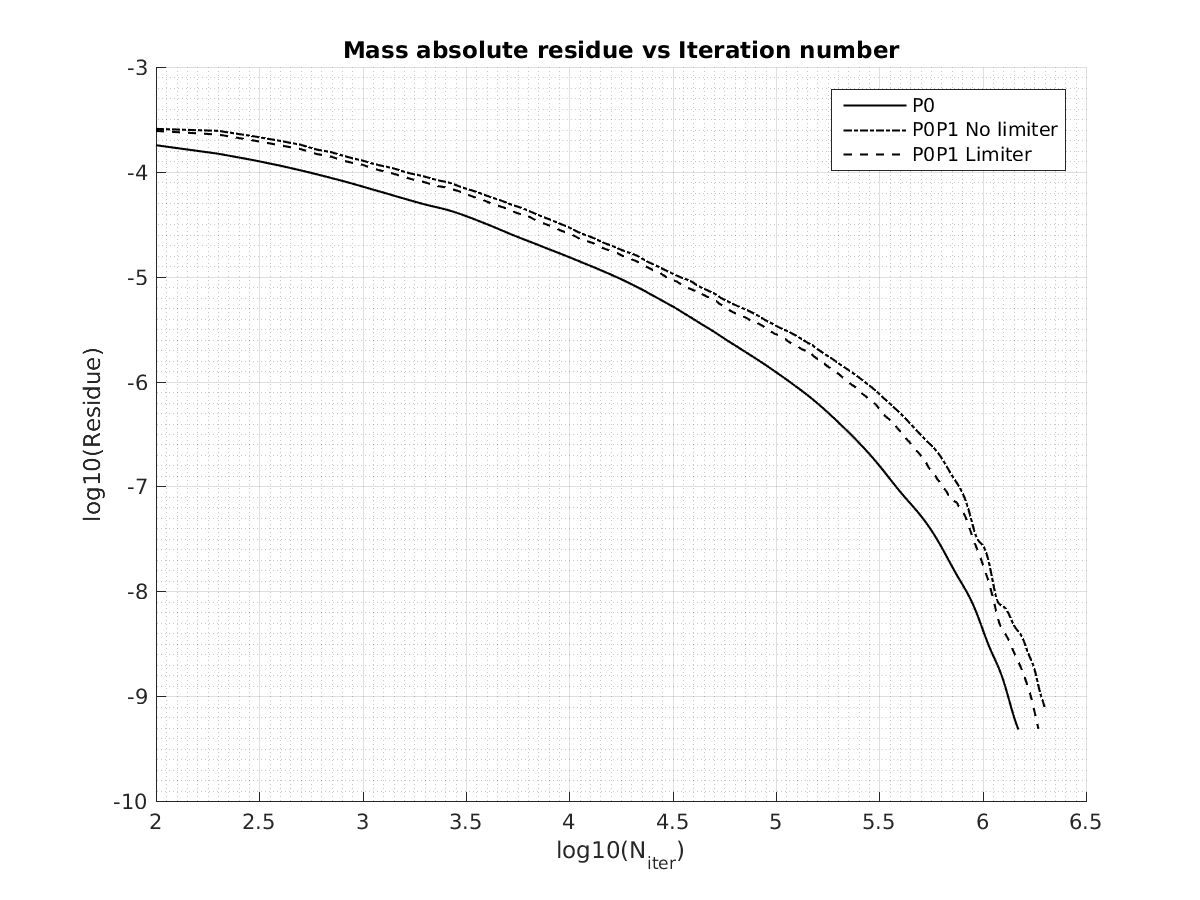 Mass absolute residue vs Iteration number
-3
P0
P0P1 No limiter
P0P1 Limiter
-4
-5
log10(Residue)
-6
-7
-8
-9
-10
2 2.5 3 3.5 4 4.5 5 5.5 6 6.5
log10(N_iter)